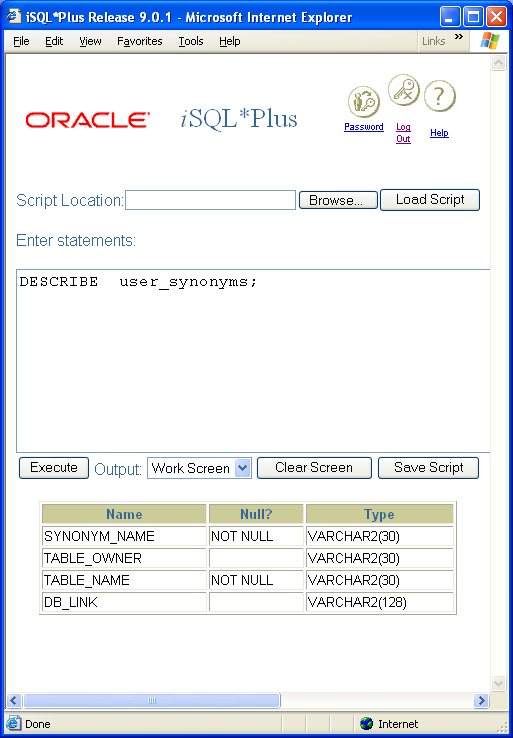 iSQL*Plus Release 9.0.1 - Microsoft Internet Explorer
File Edit View Favorites Tools Help Links »
ORACLE iSQL*Plus
Password Log Out Help
Script Location: Browse... Load Script
Enter statements:
DESCRIBE user_synonyms;
Execute Output: Work Screen Clear Screen Save Script
Name Null? Type
SYNONYM_NAME NOT NULL VARCHAR2(30)
TABLE_OWNER VARCHAR2(30)
TABLE_NAME NOT NULL VARCHAR2(30)
DB_LINK VARCHAR2(128)
Done Internet